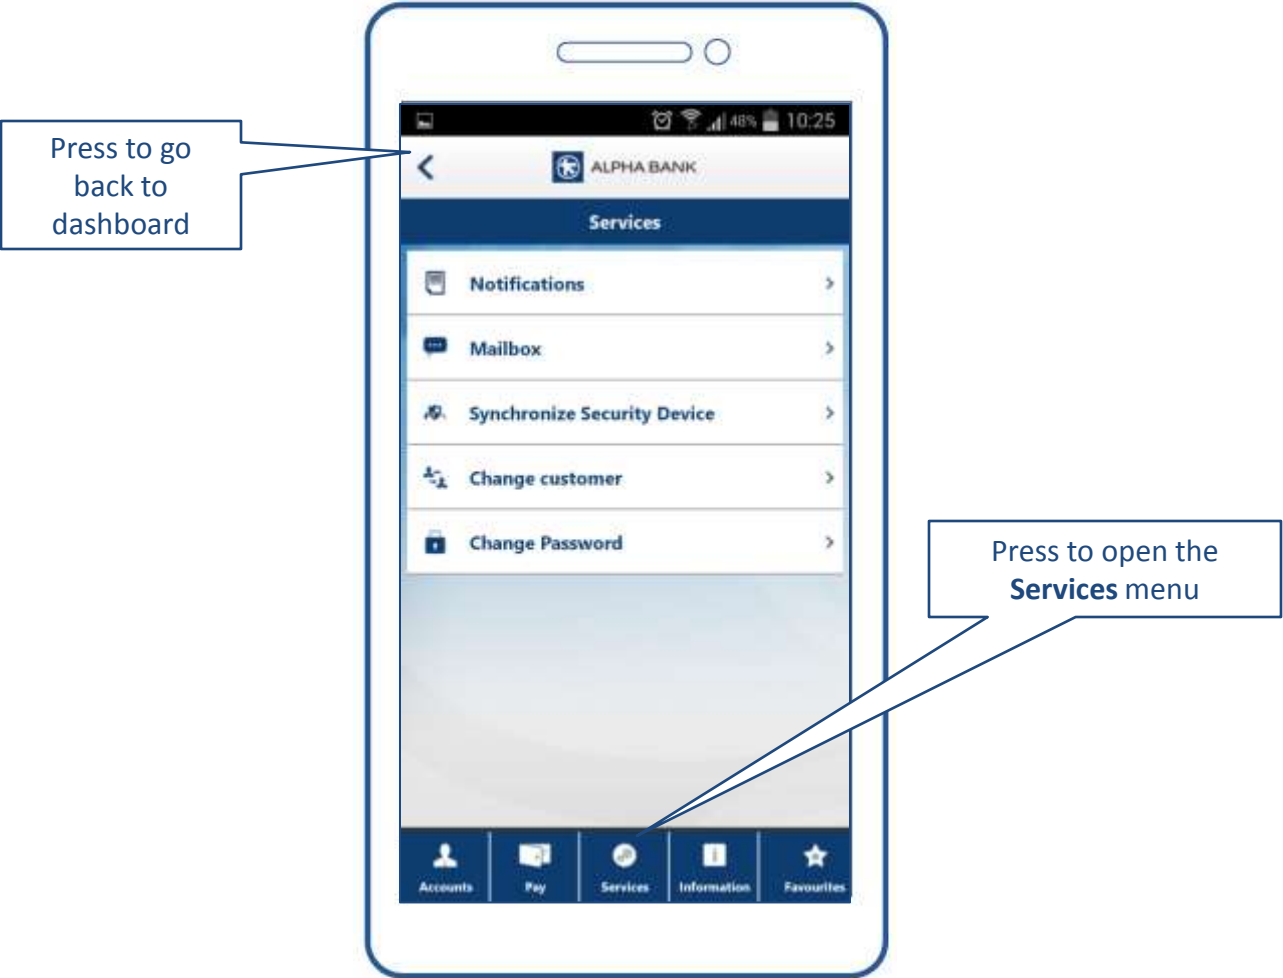 48% 10:25
Press to go
back to
dashboard
ALPHA BANK
Services
Notifications
Mailbox
Synchronize Security Device
Change customer
Change Password
Press to open the
Services menu
Accounts Pay Services Information Favourites